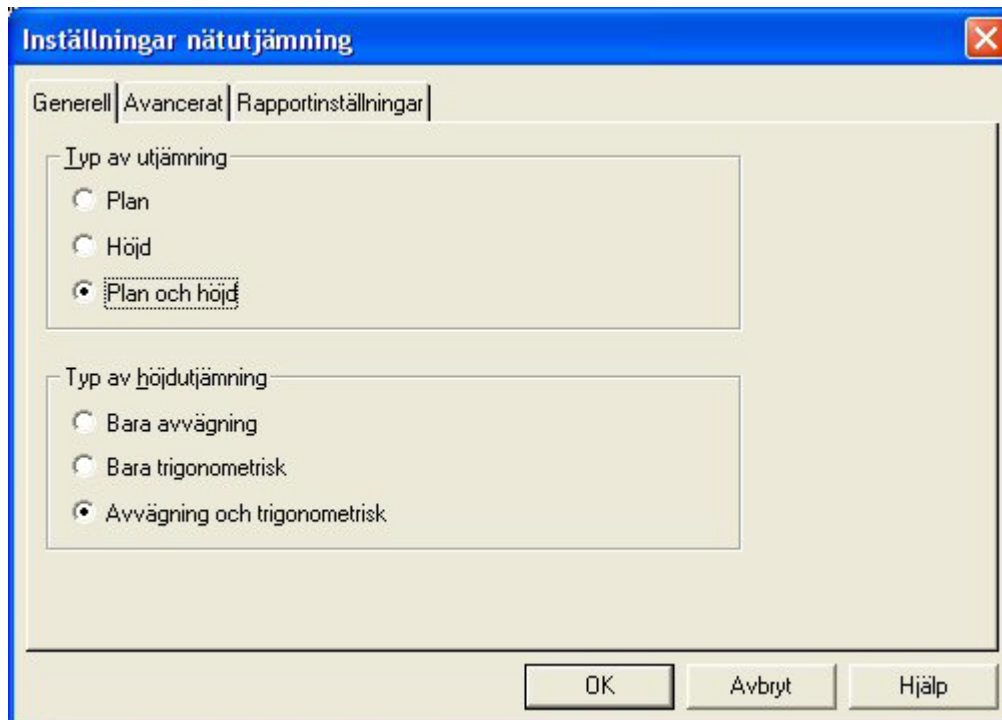 Inställningar nätutjämning
Generell Avancerat Rapportinställningar
Typ av utjämning
Plan
Höjd
Plan och höjd
Typ av höjdutjämning
Bara avvägning
Bara trigonometrisk
Avvägning och trigonometrisk
OK Avbryt Hjälp